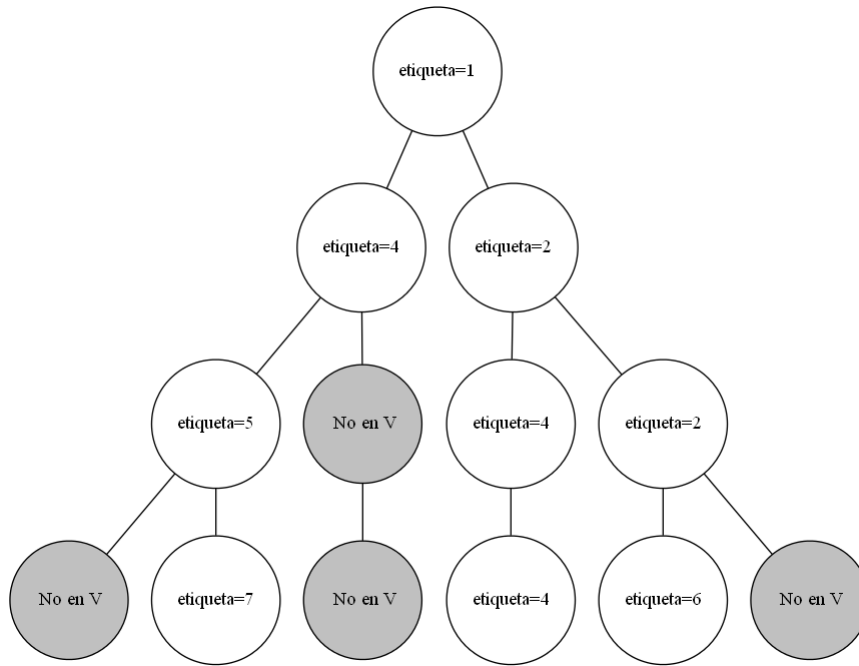 etiqueta=1
etiqueta=4
etiqueta=2
etiqueta=5
No en V
etiqueta=4
etiqueta=2
No en V
etiqueta=7
No en V
etiqueta=4
etiqueta=6
No en V